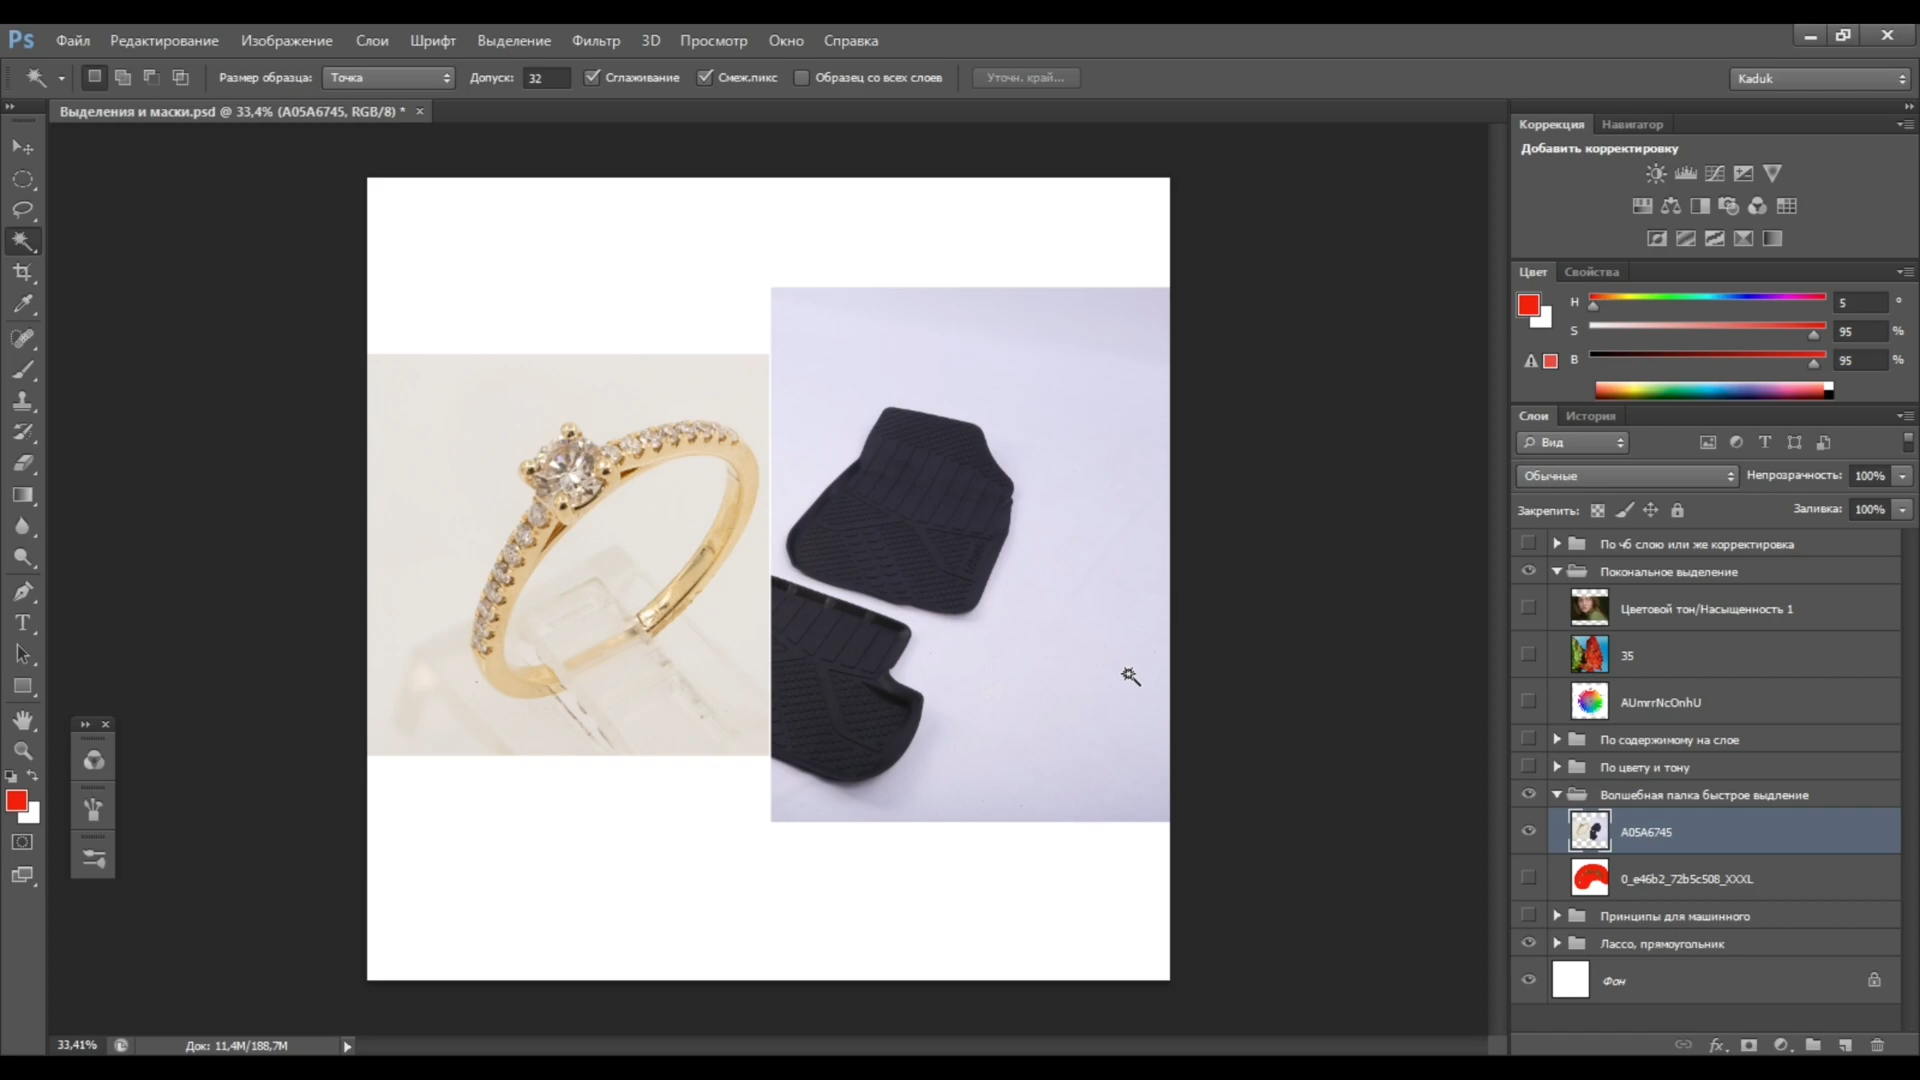 Ps Файл Редактирование Изображение Слои Шрифт Выделение Фильтр 3D Просмотр Окно Справка
Размер образца: Точка Допуск: 32 Сглаживание Смеж.пикс Образец со всех слоев Уточн. край... Kaduk
Выделения и маски.psd @ 33,4% (A05A6745, RGB/8) * ×
Коррекция Навигатор
Добавить корректировку
Цвет Свойства
H 5 °
S 95 %
B 95 %
Слои История
Вид
Обычные Непрозрачность: 100%
Закрепить: Заливка: 100%
По чб слою или же корректировка
Покональное выделение
Цветовой тон/Насыщенность 1
35
AUmrrNcOnhU
По содержимому на слое
По цвету и тону
Волшебная палка быстрое выдление
A05A6745
0_e46b2_72b5c508_XXXL
Принципы для машинного
Лассо, прямоугольник
Фон
33,41% Док: 11,4M/188,7M
fx